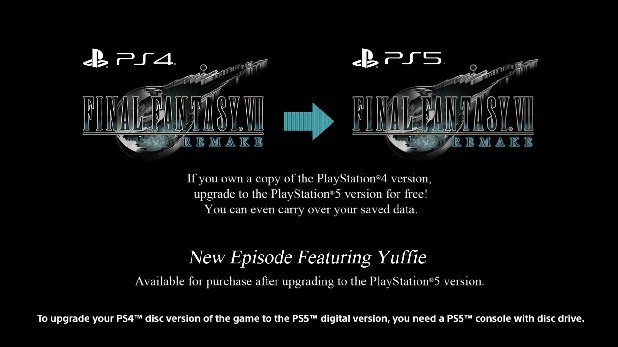 PS4
PS5
FINAL FANTASY VII
REMAKE
FINAL FANTASY VII
REMAKE
If you own a copy of the PlayStation®4 version,
upgrade to the PlayStation®5 version for free!
You can even carry over your saved data.
New Episode Featuring Yuffie
Available for purchase after upgrading to the PlayStation®5 version.
To upgrade your PS4™ disc version of the game to the PS5™ digital version, you need a PS5™ console with disc drive.